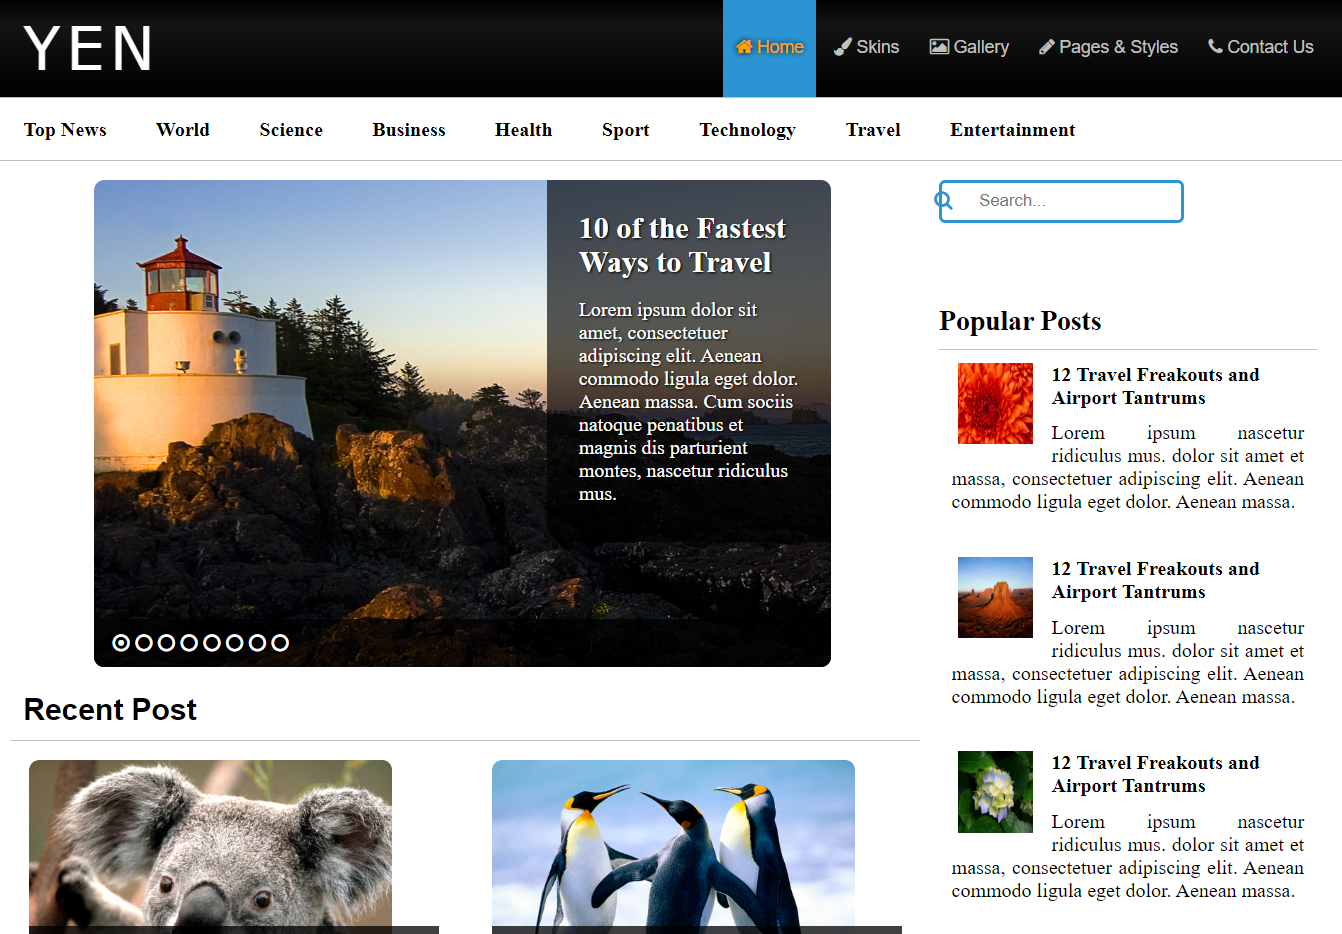 YEN
Home Skins Gallery Pages & Styles Contact Us
Top News World Science Business Health Sport Technology Travel Entertainment
10 of the Fastest
Ways to Travel
Lorem ipsum dolor sit
amet, consectetuer
adipiscing elit. Aenean
commodo ligula eget dolor.
Aenean massa. Cum sociis
natoque penatibus et
magnis dis parturient
montes, nascetur ridiculus
mus.
Recent Post
Search...
Popular Posts
12 Travel Freakouts and
Airport Tantrums
Lorem ipsum nascetur
ridiculus mus. dolor sit amet et
massa, consectetuer adipiscing elit. Aenean
commodo ligula eget dolor. Aenean massa.
12 Travel Freakouts and
Airport Tantrums
Lorem ipsum nascetur
ridiculus mus. dolor sit amet et
massa, consectetuer adipiscing elit. Aenean
commodo ligula eget dolor. Aenean massa.
12 Travel Freakouts and
Airport Tantrums
Lorem ipsum nascetur
ridiculus mus. dolor sit amet et
massa, consectetuer adipiscing elit. Aenean
commodo ligula eget dolor. Aenean massa.